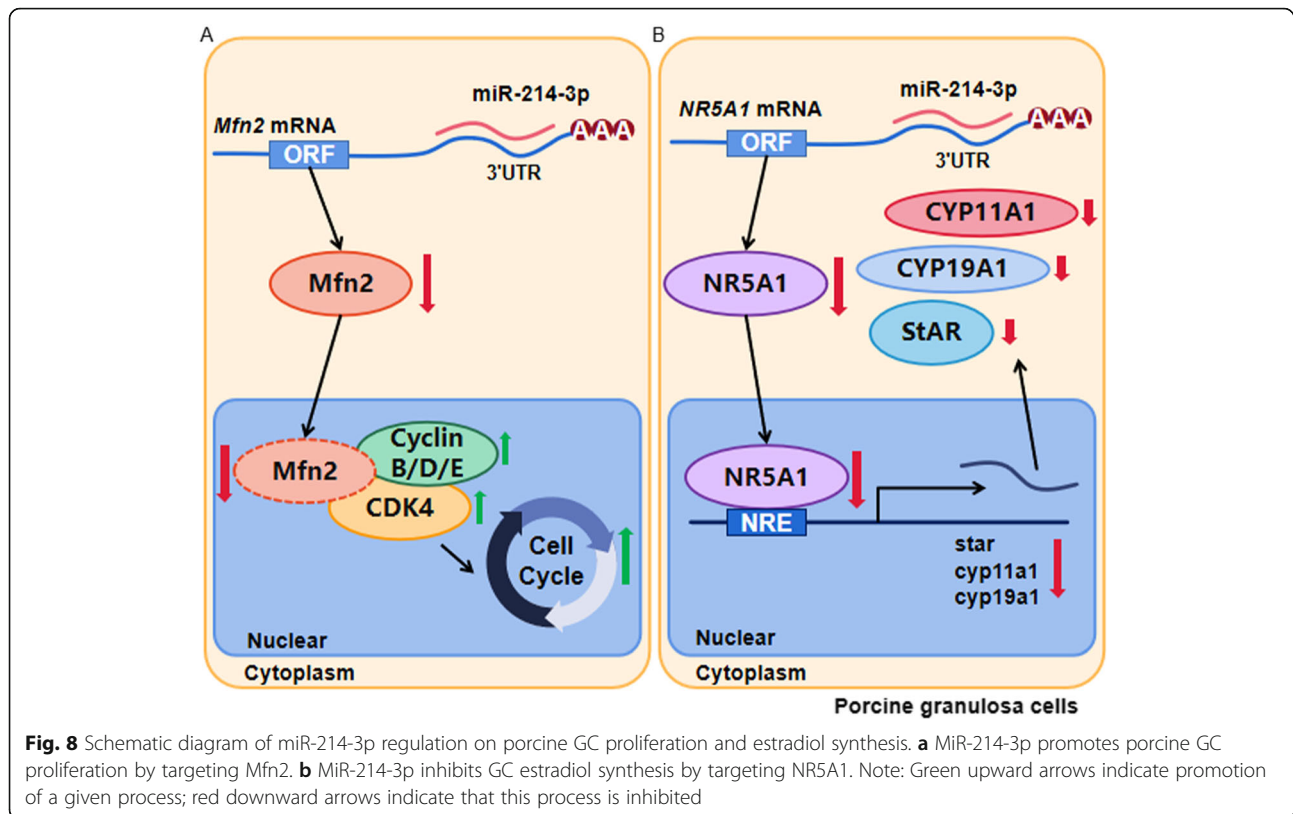 A
miR-214-3p
Mfn2 mRNA
AAA
ORF
3'UTR
Mfn2
Mfn2
Cyclin
B/D/E
CDK4
Cell
Cycle
Nuclear
Cytoplasm
B
miR-214-3p
NR5A1 mRNA
AAA
ORF
3'UTR
CYP11A1
CYP19A1
NR5A1
StAR
NR5A1
NRE
star
cyp11a1
cyp19a1
Nuclear
Cytoplasm
Porcine granulosa cells
Fig. 8 Schematic diagram of miR-214-3p regulation on porcine GC proliferation and estradiol synthesis. a MiR-214-3p promotes porcine GC
proliferation by targeting Mfn2. b MiR-214-3p inhibits GC estradiol synthesis by targeting NR5A1. Note: Green upward arrows indicate promotion
of a given process; red downward arrows indicate that this process is inhibited